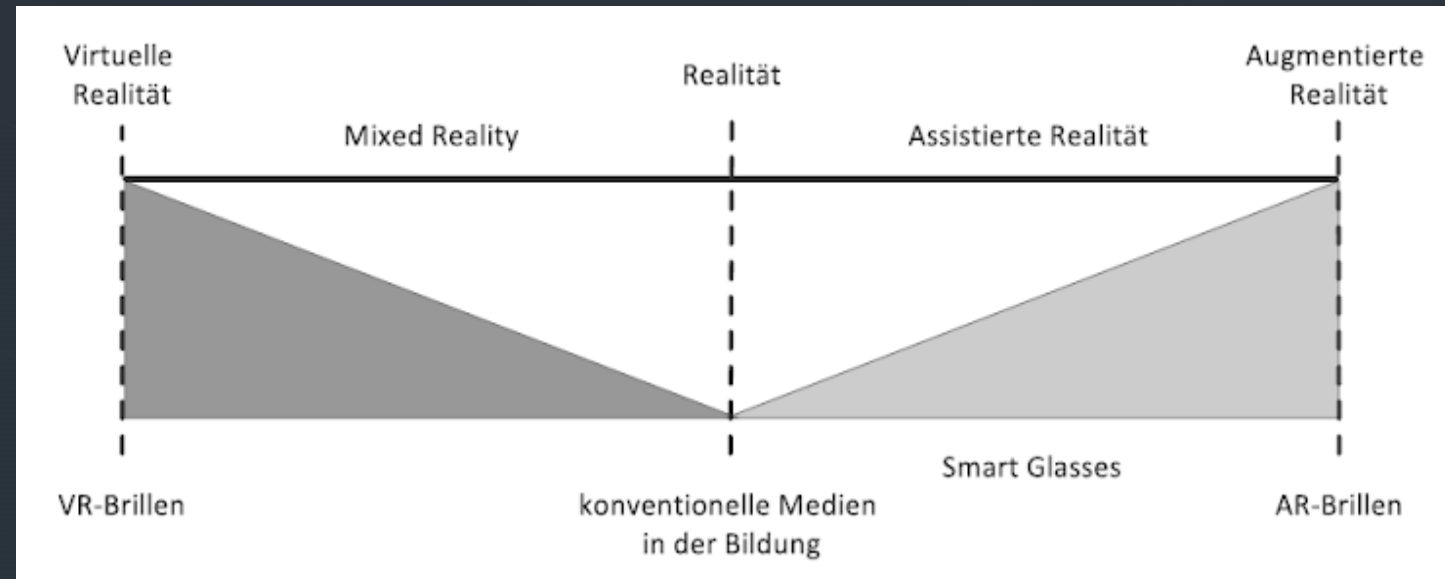 Virtuelle
Realität
Realität
Augmentierte
Realität
Mixed Reality
Assistierte Realität
Smart Glasses
VR-Brillen
konventionelle Medien
in der Bildung
AR-Brillen